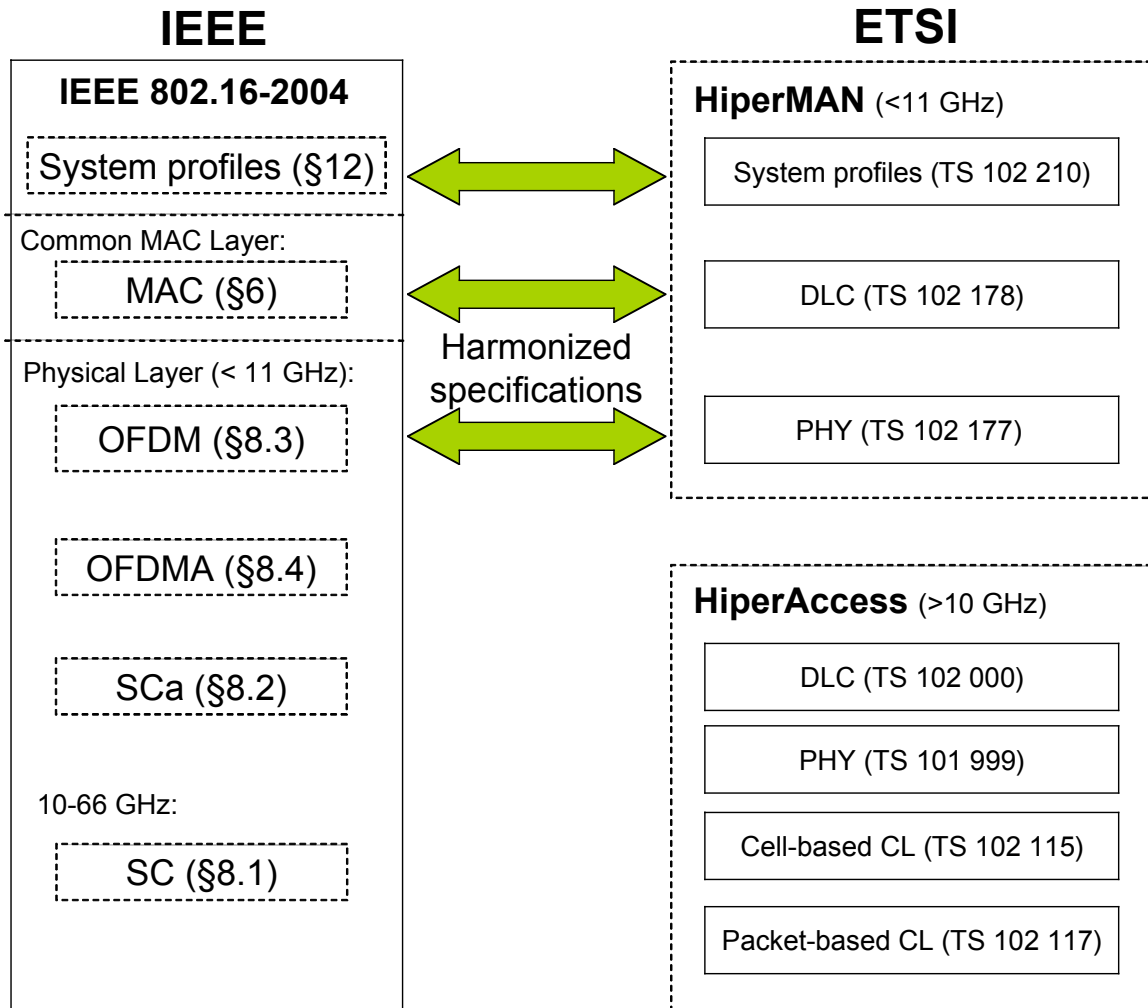 IEEE
IEEE 802.16-2004
System profiles (§12)
Common MAC Layer:
MAC (§6)
Physical Layer (< 11 GHz):
OFDM (§8.3)
OFDMA (§8.4)
SCa (§8.2)
10-66 GHz:
SC (§8.1)
Harmonized
specifications
ETSI
HiperMAN (<11 GHz)
System profiles (TS 102 210)
DLC (TS 102 178)
PHY (TS 102 177)
HiperAccess (>10 GHz)
DLC (TS 102 000)
PHY (TS 101 999)
Cell-based CL (TS 102 115)
Packet-based CL (TS 102 117)